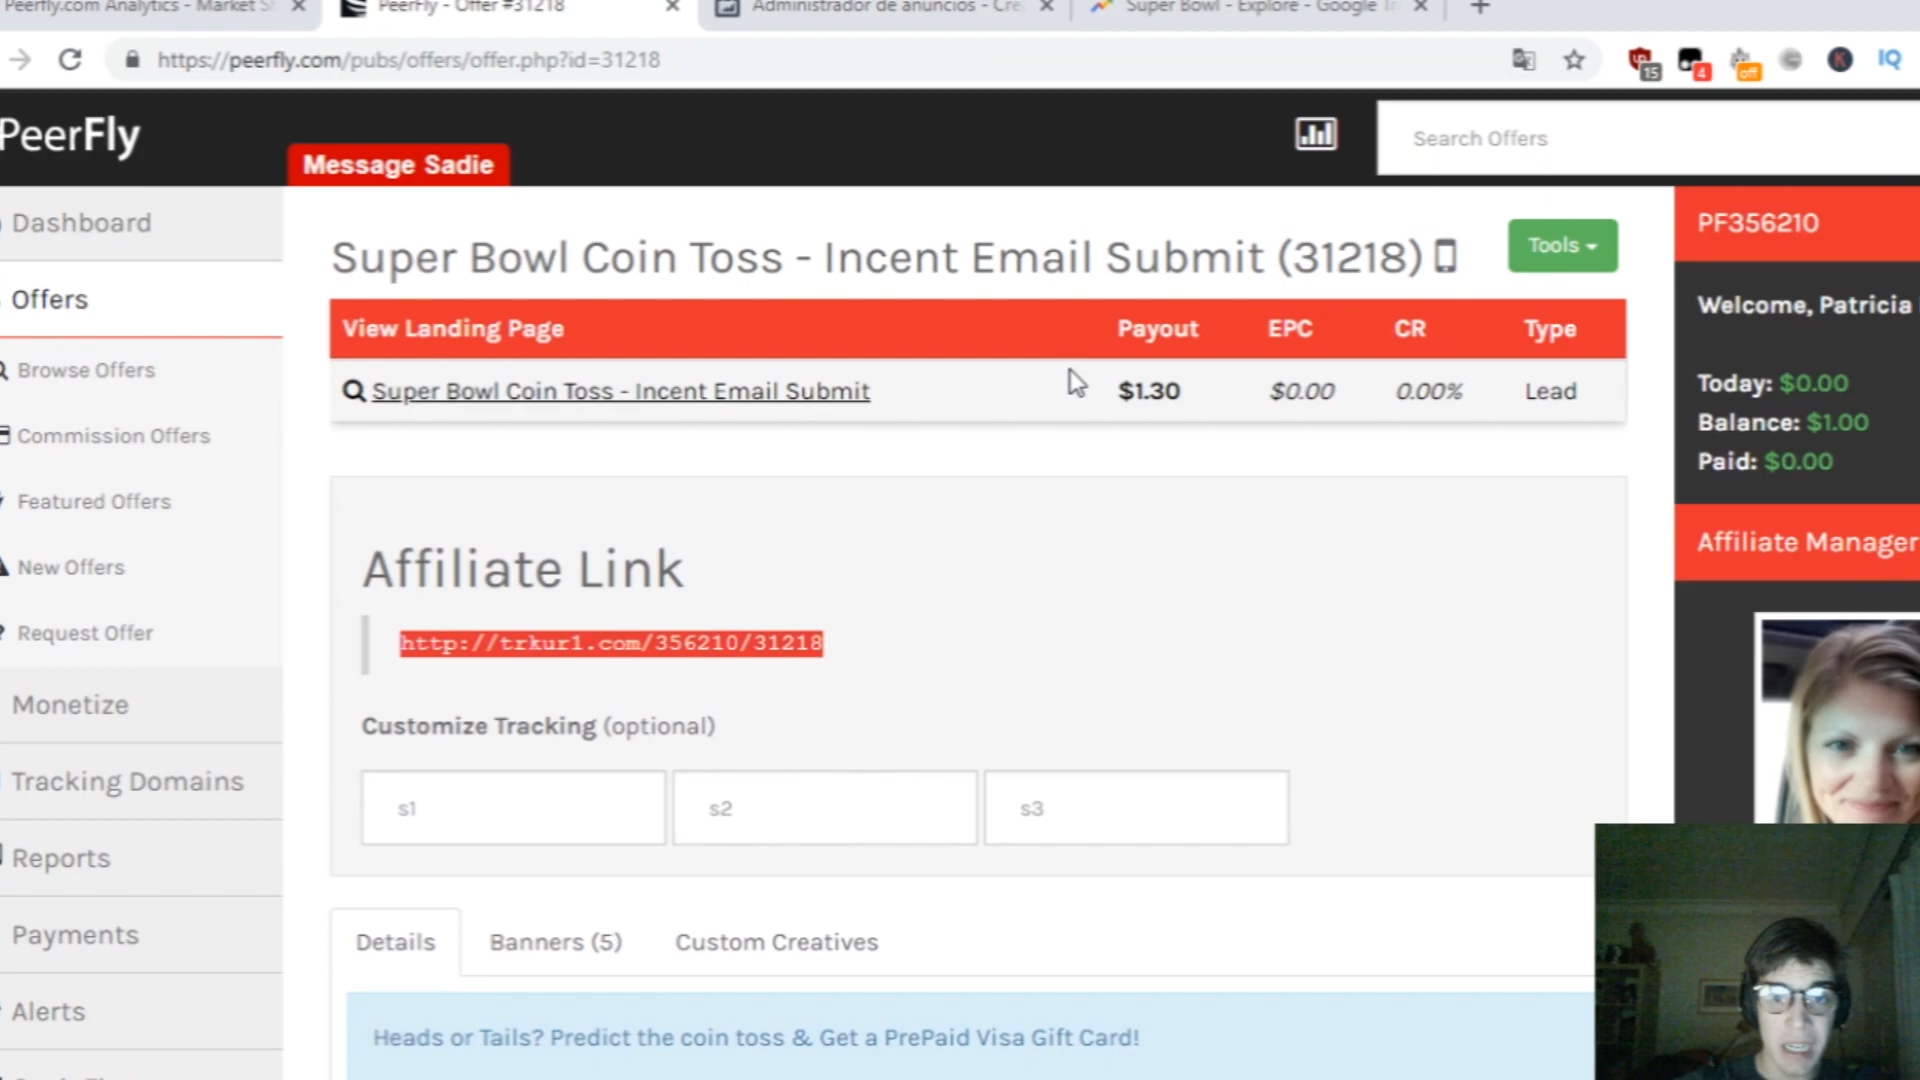 Peerfly.com Analytics - Market S
PeerFly - Offer #31218
Administrador de anuncios - Cre
Super Bowl - Explore - Google Tr
https://peerfly.com/pubs/offers/offer.php?id=31218
15
4
off
K
IQ
PeerFly
Message Sadie
Search Offers
Dashboard
Offers
Browse Offers
Commission Offers
Featured Offers
New Offers
Request Offer
Monetize
Tracking Domains
Reports
Payments
Alerts
Super Bowl Coin Toss - Incent Email Submit (31218)
Tools
View Landing Page Payout EPC CR Type
Super Bowl Coin Toss - Incent Email Submit $1.30 $0.00 0.00% Lead
Affiliate Link
http://trkur1.com/356210/31218
Customize Tracking (optional)
s1 s2 s3
Details Banners (5) Custom Creatives
Heads or Tails? Predict the coin toss & Get a PrePaid Visa Gift Card!
PF356210
Welcome, Patricia
Today: $0.00
Balance: $1.00
Paid: $0.00
Affiliate Manager